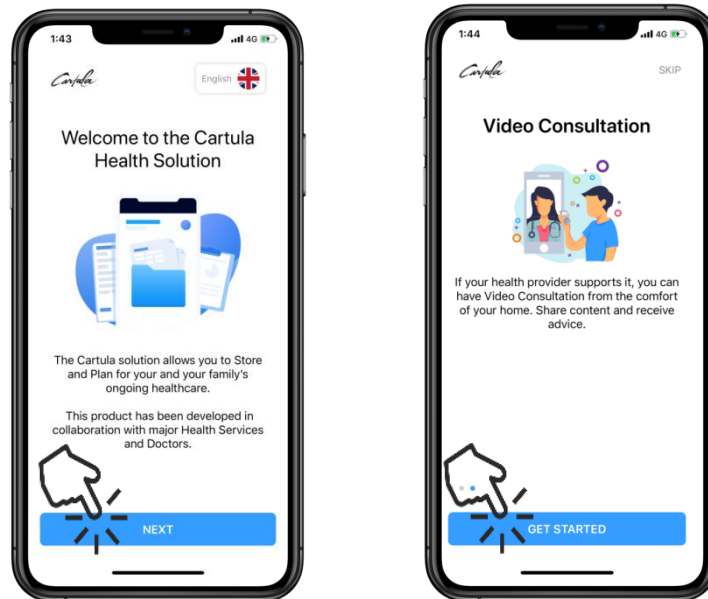 1:43
4G
Cartula
English
Welcome to the Cartula
Health Solution
The Cartula solution allows you to Store
and Plan for your and your family's
ongoing healthcare.
This product has been developed in
collaboration with major Health Services
and Doctors.
NEXT
1:44
4G
Cartula
SKIP
Video Consultation
If your health provider supports it, you can
have Video Consultation from the comfort
of your home. Share content and receive
advice.
GET STARTED